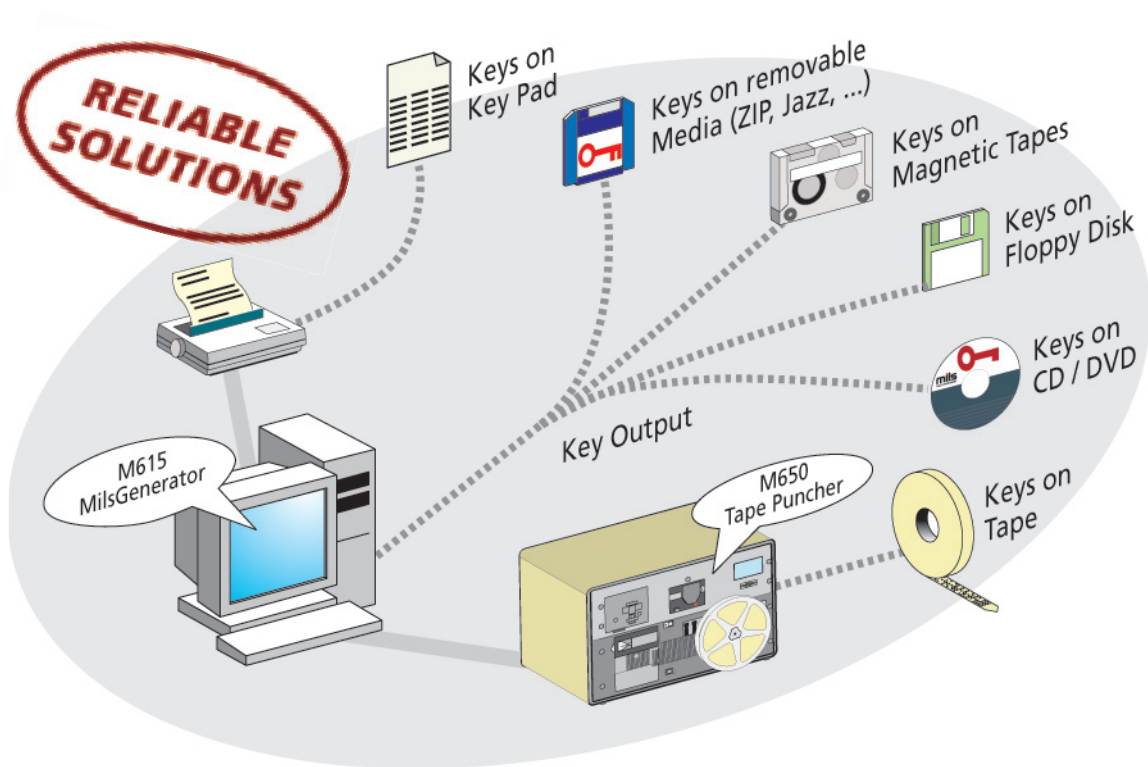 RELIABLE
SOLUTIONS
Keys on
Key Pad
Keys on removable
Media (ZIP, Jazz, ...)
Keys on
Magnetic Tapes
Keys on
Floppy Disk
mils
Keys on
CD / DVD
Key Output
M615
MilsGenerator
M650
Tape Puncher
Keys on
Tape